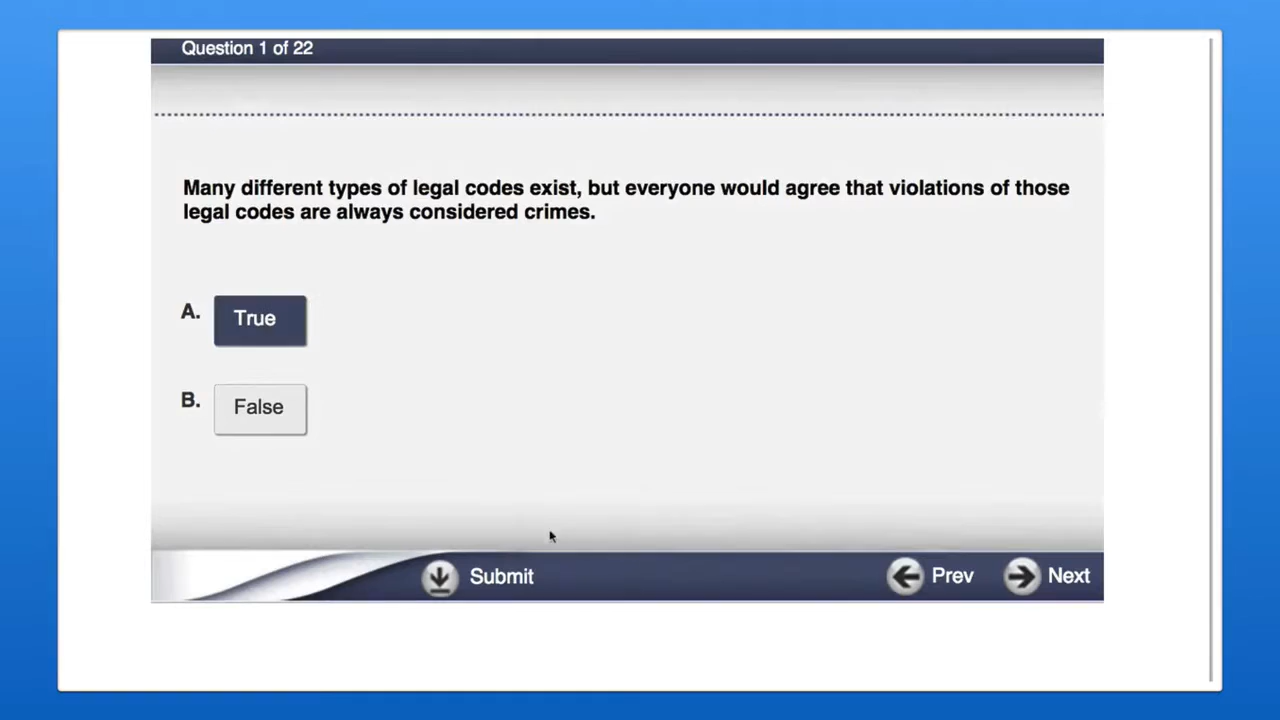 Question 1 of 22
Many different types of legal codes exist, but everyone would agree that violations of those
legal codes are always considered crimes.
A. True
B. False
Submit
Prev
Next